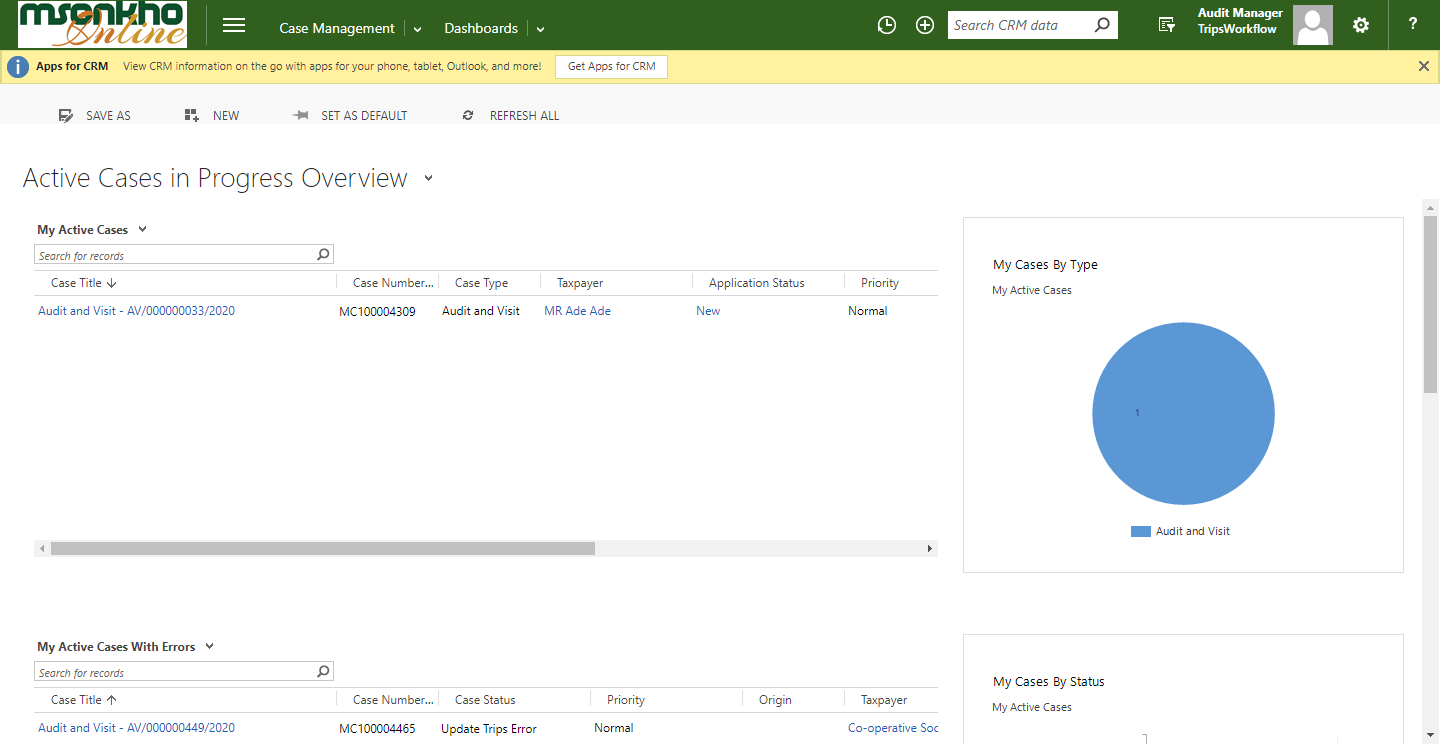 msonkho
Online
Case Management
Dashboards
Search CRM data
Audit Manager
TripsWorkflow
?
Apps for CRM
View CRM information on the go with apps for your phone, tablet, Outlook, and more!
Get Apps for CRM
SAVE AS
NEW
SET AS DEFAULT
REFRESH ALL
Active Cases in Progress Overview
My Active Cases
Search for records
Case Title Case Number... Case Type Taxpayer Application Status Priority
Audit and Visit - AV/000000033/2020 MC100004309 Audit and Visit MR Ade Ade New Normal
My Cases By Type
My Active Cases
1
Audit and Visit
My Active Cases With Errors
Search for records
Case Title Case Number... Case Status Priority Origin Taxpayer
Audit and Visit - AV/000000449/2020 MC100004465 Update Trips Error Normal Co-operative Soc
My Cases By Status
My Active Cases